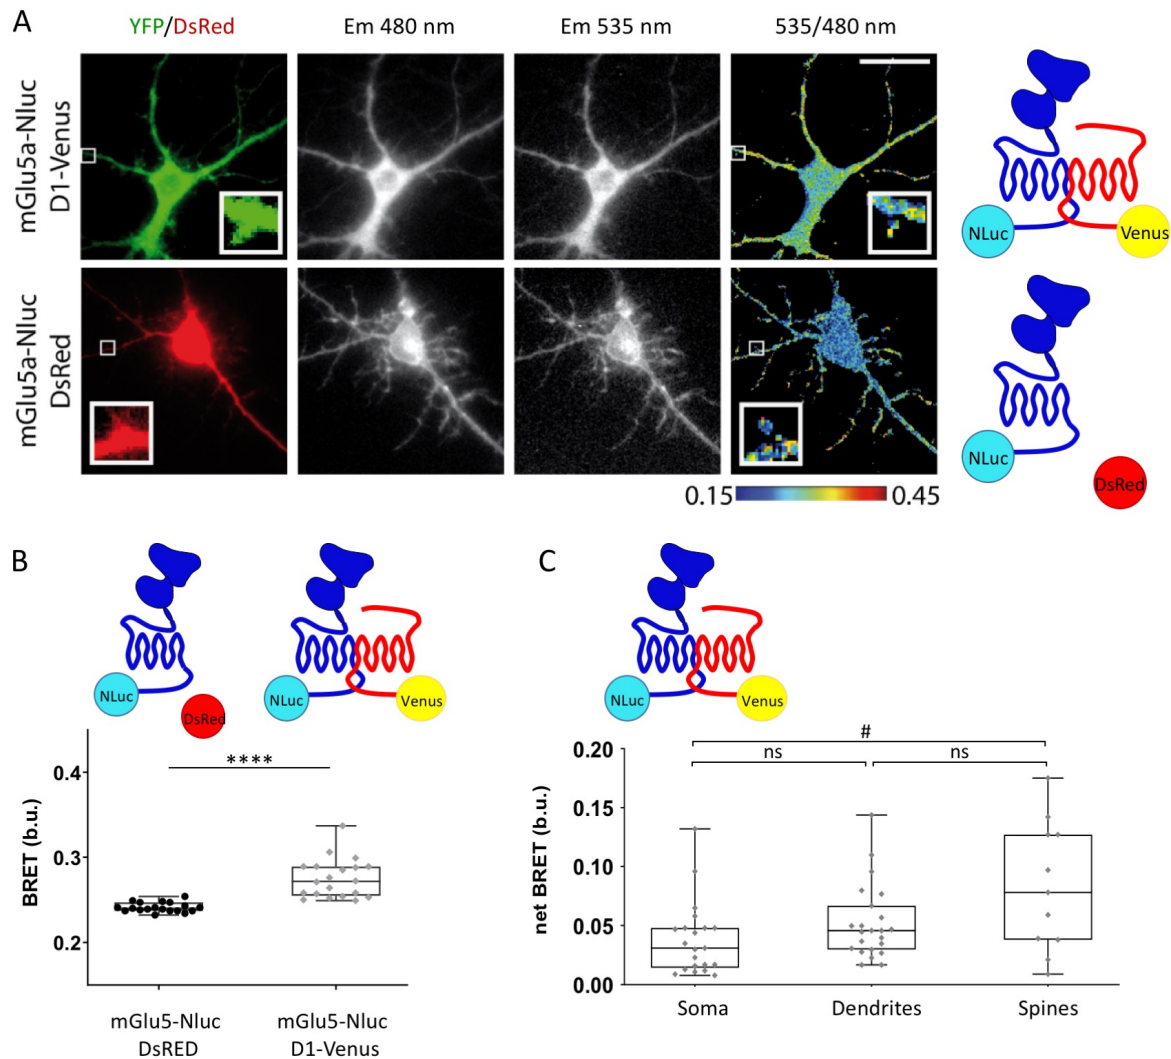 A
YFP/DsRed
Em 480 nm
Em 535 nm
535/480 nm
mGlu5a-Nluc
D1-Venus
NLuc
Venus
mGlu5a-Nluc
DsRed
NLuc
DsRed
0.15
0.45
B
NLuc
DsRed
NLuc
Venus
****
BRET (b.u.)
0.4
0.3
0.2
mGlu5-Nluc
DsRED
mGlu5-Nluc
D1-Venus
C
NLuc
Venus
#
ns
ns
net BRET (b.u.)
0.20
0.15
0.10
0.05
0.00
Soma
Dendrites
Spines